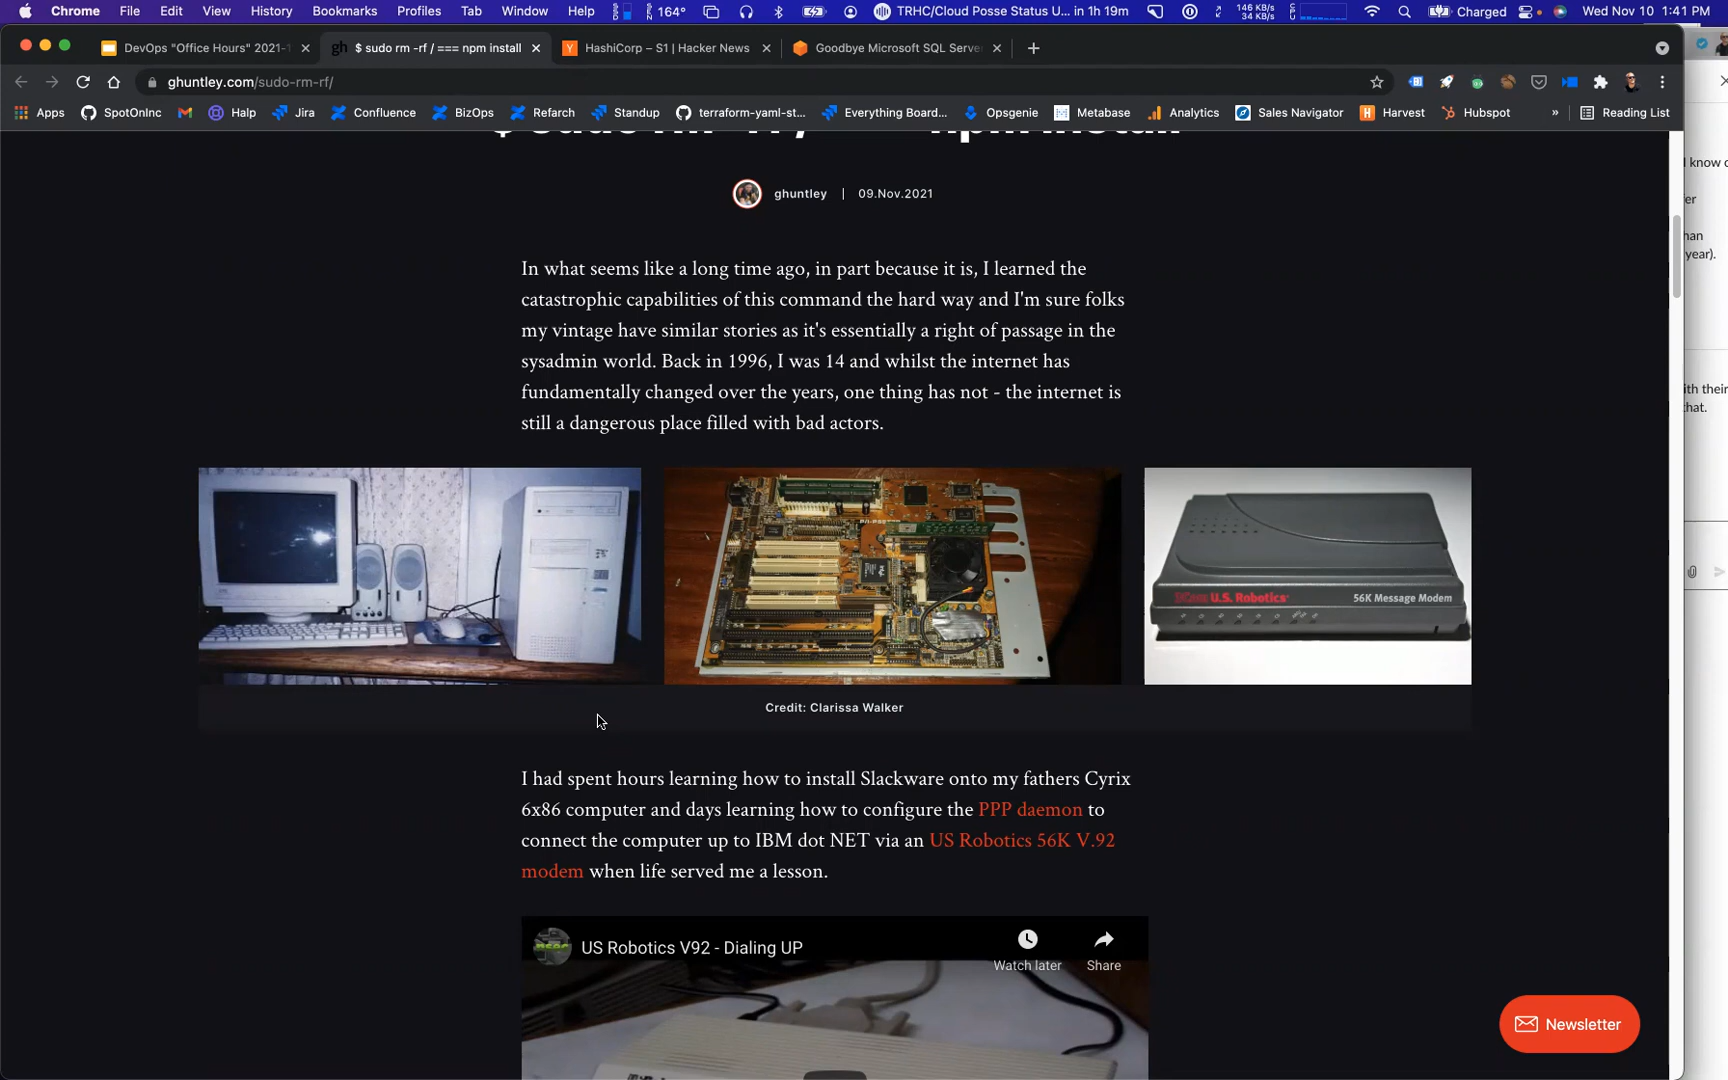 Chrome File Edit View History Bookmarks Profiles Tab Window Help 164° TRHC/Cloud Posse Status U... in 1h 19m 146 KB/s 34 KB/s Charged Wed Nov 10 1:41 PM
DevOps "Office Hours" 2021-1 $ sudo rm -rf / === npm install HashiCorp – S1 | Hacker News Goodbye Microsoft SQL Serve
ghuntley.com/sudo-rm-rf/
Apps SpotOnInc Halp Jira Confluence BizOps Refarch Standup terraform-yaml-st... Everything Board... Opsgenie Metabase Analytics Sales Navigator Harvest Hubspot » Reading List
ghuntley | 09.Nov.2021
In what seems like a long time ago, in part because it is, I learned the
catastrophic capabilities of this command the hard way and I'm sure folks
my vintage have similar stories as it's essentially a right of passage in the
sysadmin world. Back in 1996, I was 14 and whilst the internet has
fundamentally changed over the years, one thing has not - the internet is
still a dangerous place filled with bad actors.
U.S. Robotics 56K Message Modem
Credit: Clarissa Walker
I had spent hours learning how to install Slackware onto my fathers Cyrix
6x86 computer and days learning how to configure the PPP daemon to
connect the computer up to IBM dot NET via an US Robotics 56K V.92
modem when life served me a lesson.
US Robotics V92 - Dialing UP
Watch later Share
Newsletter
know
year).
ith their
that.